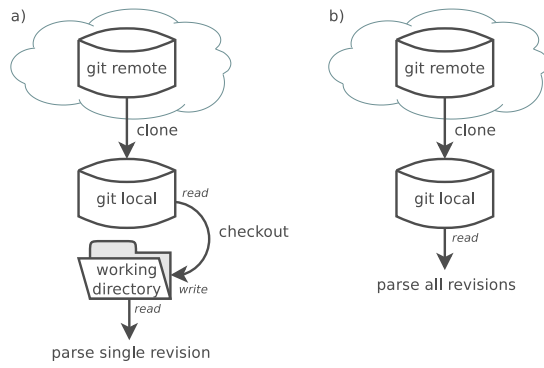 a)
git remote
clone
git local
read
checkout
working
directory
write
read
parse single revision
b)
git remote
clone
git local
read
parse all revisions